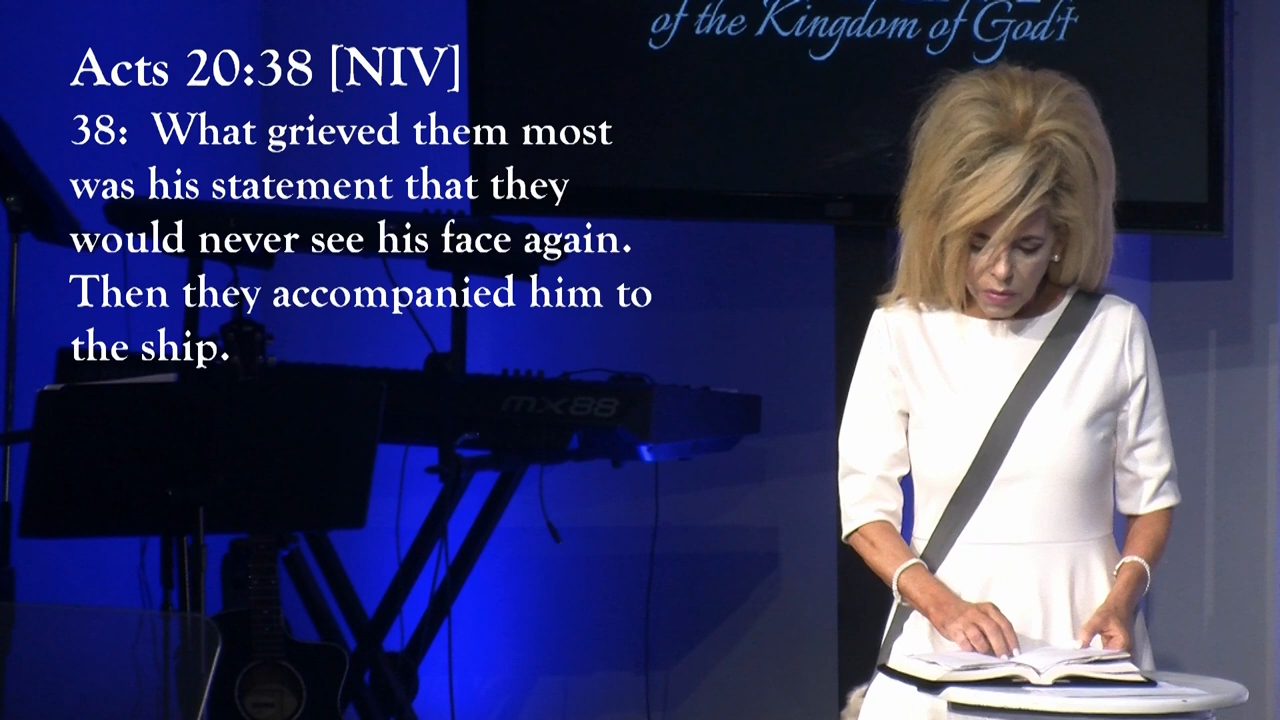 of the Kingdom of God
Acts 20:38 [NIV]
38: What grieved them most
was his statement that they
would never see his face again.
Then they accompanied him to
the ship.
mx88